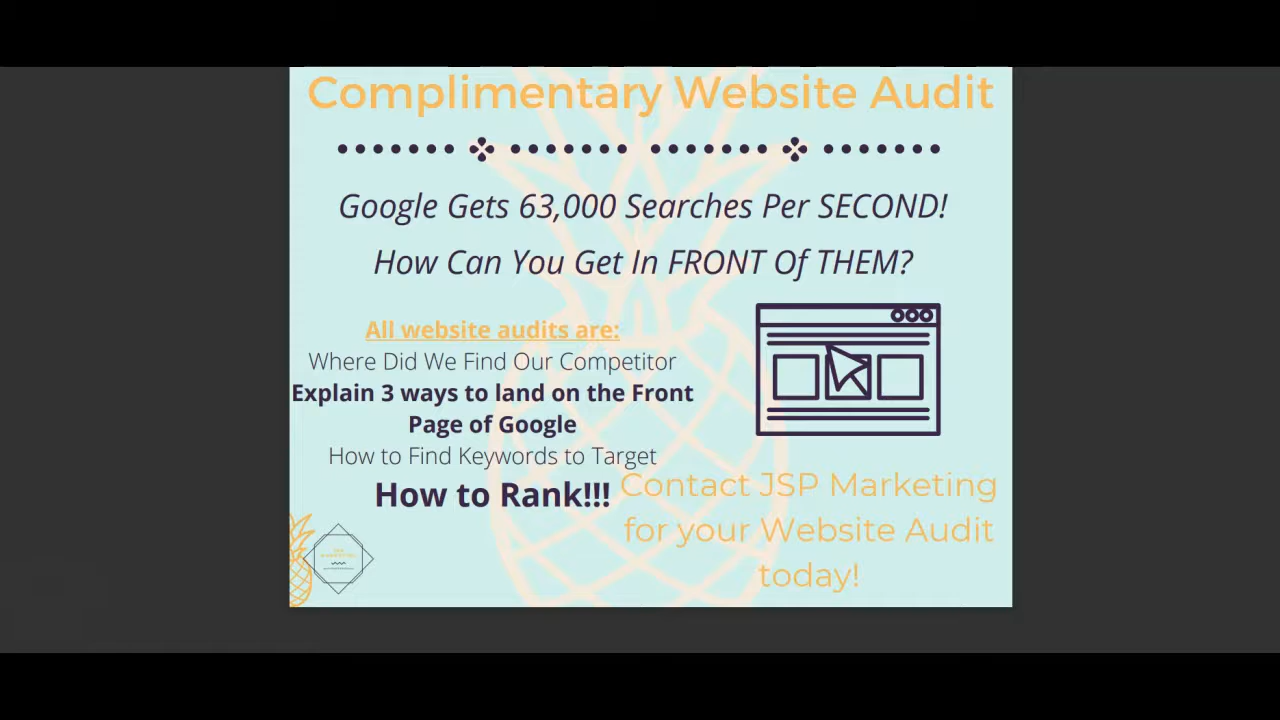 Complimentary Website Audit
Google Gets 63,000 Searches Per SECOND!
How Can You Get In FRONT Of THEM?
All website audits are:
Where Did We Find Our Competitor
Explain 3 ways to land on the Front
Page of Google
How to Find Keywords to Target
How to Rank!!!
Contact JSP Marketing
for your Website Audit
today!